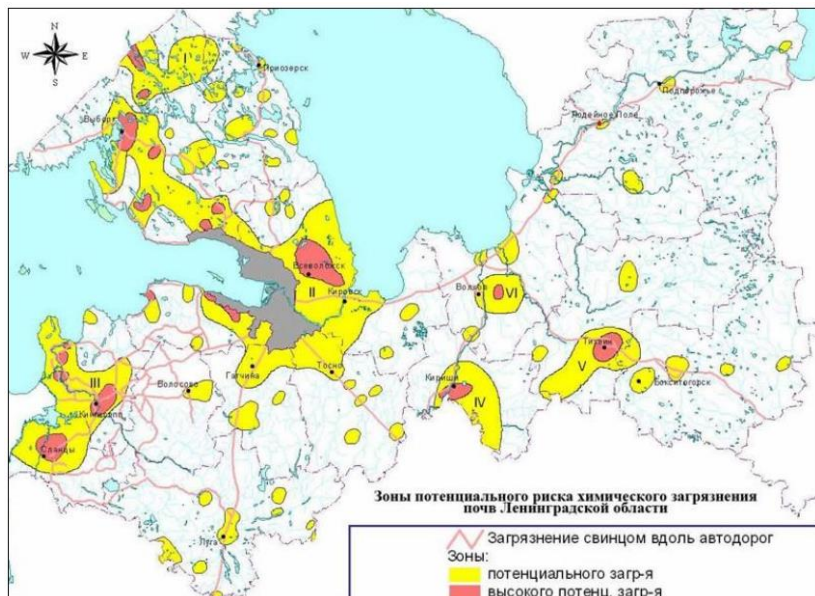 N
W E
S
I
Приозерск
Подпорожье
Лодейное Поле
Выборг
Всеволожск
II
Кировск
Волхов
VI
Тихвин
V
Бокситогорск
III
Кингисепп
Волосово
Гатчина
Тосно
Кириши
IV
Сланцы
Луга
Зоны потенциального риска химического загрязнения
почв Ленинградской области
Загрязнение свинцом вдоль автодорог
Зоны:
потенциального загр-я
высокого потенц. загр-я